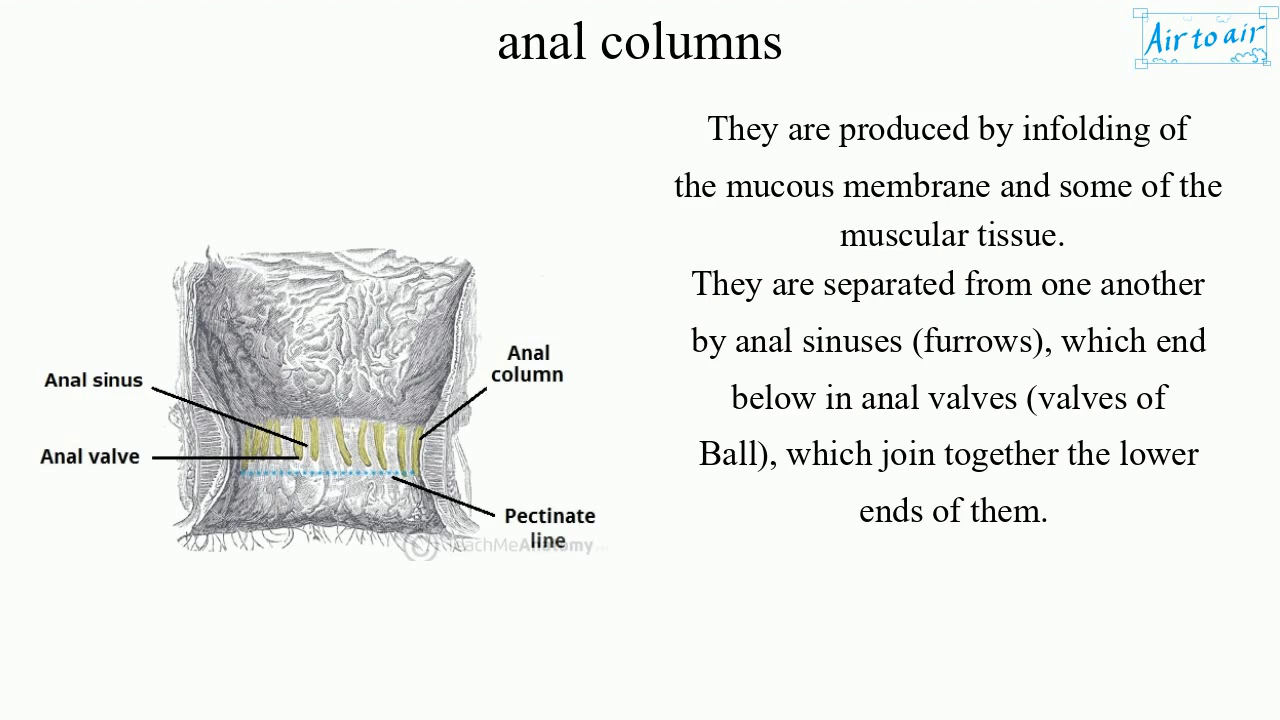 anal columns
Air to air
They are produced by infolding of
the mucous membrane and some of the
muscular tissue.
They are separated from one another
by anal sinuses (furrows), which end
below in anal valves (valves of
Ball), which join together the lower
ends of them.
Anal
column
Anal sinus
Anal valve
Pectinate
line
©